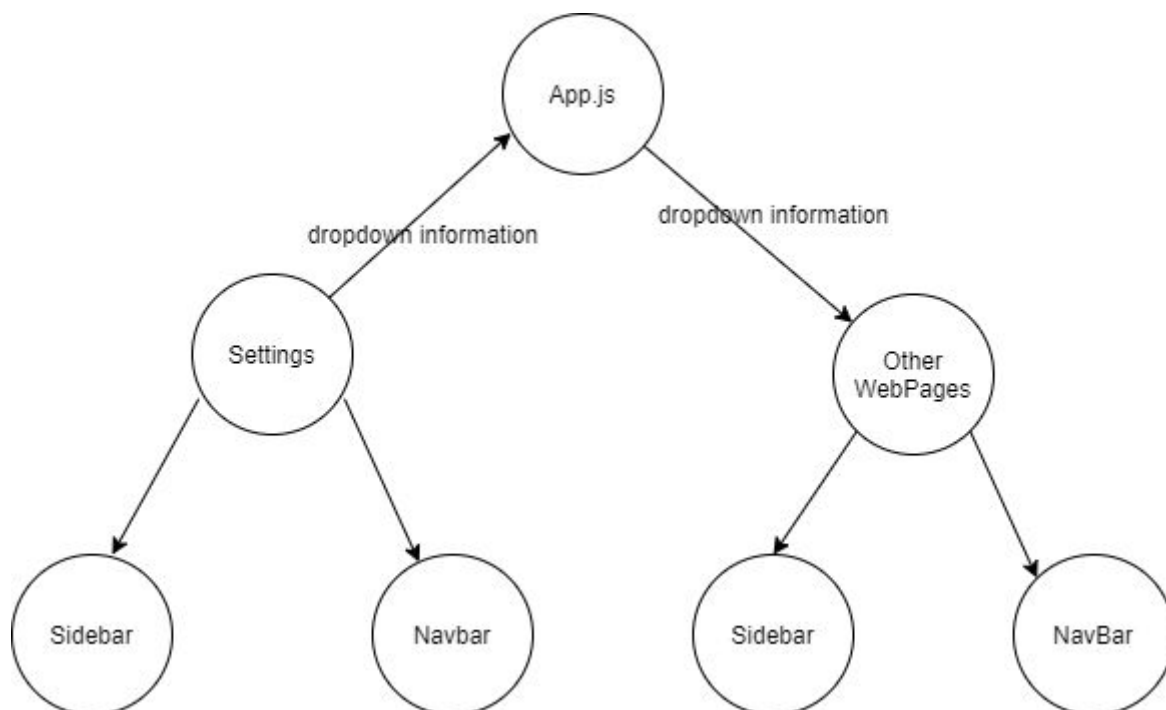 App.js
dropdown information
dropdown information
Settings
Other
WebPages
Sidebar
Navbar
Sidebar
NavBar